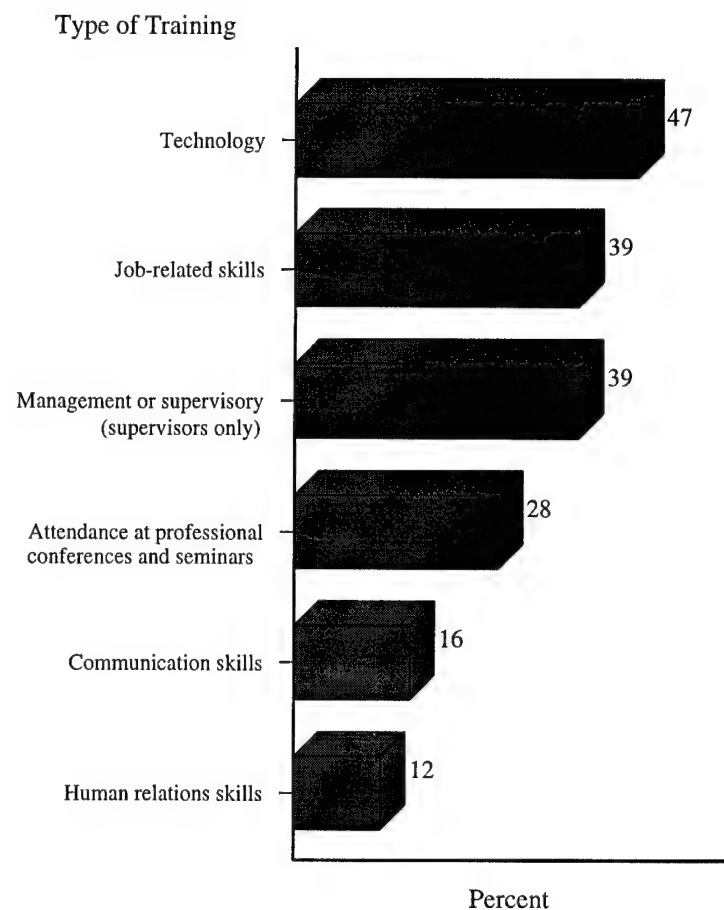 Type of Training
Technology
47
Job-related skills
39
Management or supervisory
(supervisors only)
39
Attendance at professional
conferences and seminars
28
Communication skills
16
Human relations skills
12
Percent